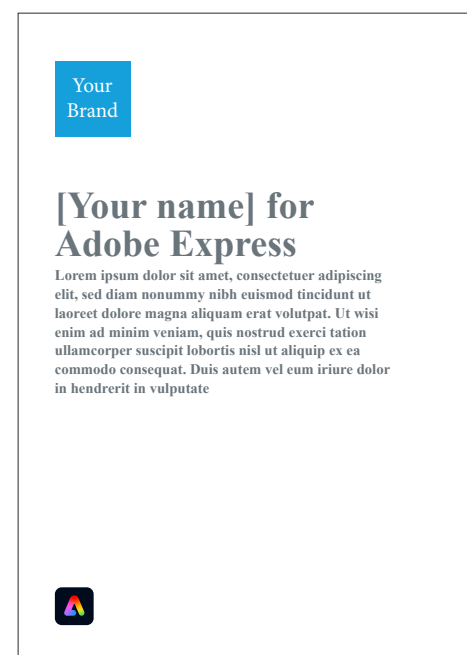 Your
Brand
[Your name] for
Adobe Express
Lorem ipsum dolor sit amet, consectetuer adipiscing
elit, sed diam nonummy nibh euismod tincidunt ut
laoreet dolore magna aliquam erat volutpat. Ut wisi
enim ad minim veniam, quis nostrud exerci tation
ullamcorper suscipit lobortis nisl ut aliquip ex ea
commodo consequat. Duis autem vel eum iriure dolor
in hendrerit in vulputate